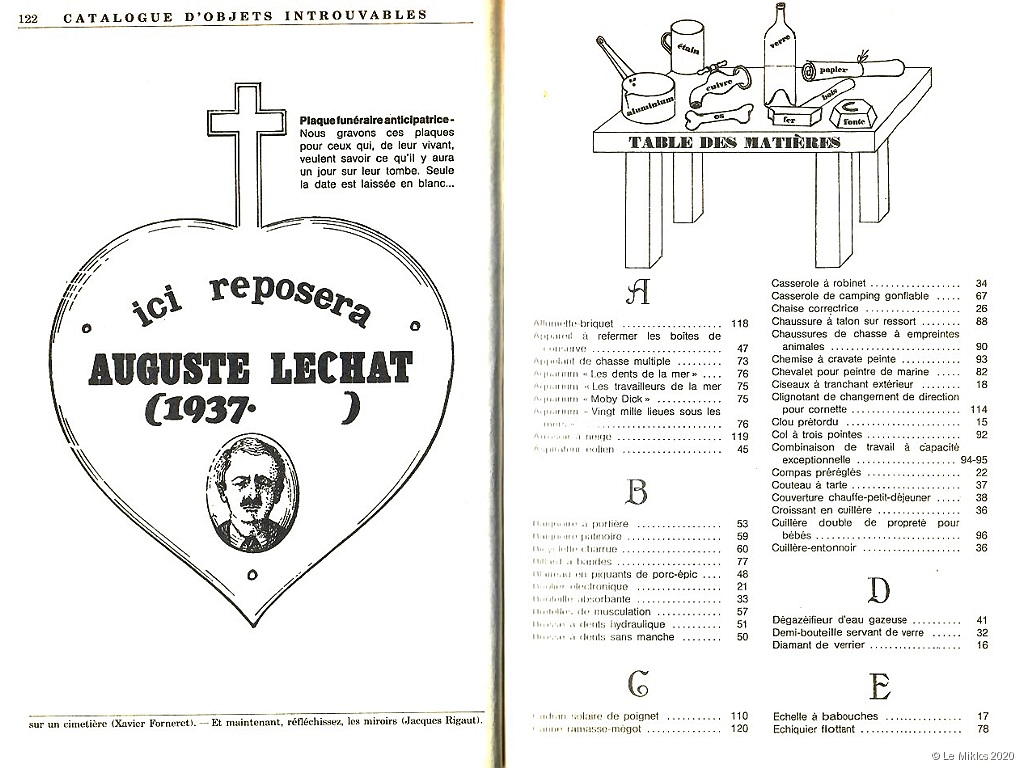 122 CATALOGUE D'OBJETS INTROUVABLES
Plaque funéraire anticipatrice -
Nous gravons ces plaques
pour ceux qui, de leur vivant,
veulent savoir ce qu'il y aura
un jour sur leur tombe. Seule
la date est laissée en blanc...
ici reposera
AUGUSTE LECHAT
(1937- )
sur un cimetière (Xavier Forneret). — Et maintenant, réfléchissez, les miroirs (Jacques Rigaut).
étain
verre
papier
cuivre
aluminium
bois
os
fer
fonte
TABLE DES MATIÈRES
A
Allumette-briquet .................... 118
Appareil à refermer les boîtes de
conserve ........................ 47
Appelant de chasse multiple ........ 73
Aquarium « Les dents de la mer » .... 76
Aquarium « Les travailleurs de la mer 75
Aquarium « Moby Dick » ............ 75
Aquarium - Vingt mille lieues sous les
mers » ........................ 76
Arrosoir à neige .................... 119
Aspirateur éolien .................. 45
B
Baignoire à portière ................ 53
Baignoire patinoire .................. 59
Bicyclette charrue .................. 60
Billard à bandes .................... 77
Blaireau en piquants de porc-épic .... 48
Boulier électronique ................ 21
Bouteille absorbante ................ 33
Bretelles de musculation ............ 57
Brosse à dents hydraulique .......... 51
Brosse à dents sans manche ........ 50
C
Cadran solaire de poignet .......... 110
Canne ramasse-mégot .............. 120
Casserole à robinet ................ 34
Casserole de camping gonflable ..... 67
Chaise correctrice .................. 26
Chaussure à talon sur ressort ........ 88
Chaussures de chasse à empreintes
animales ........................ 90
Chemise à cravate peinte ............ 93
Chevalet pour peintre de marine .... 82
Ciseaux à tranchant extérieur ........ 18
Clignotant de changement de direction
pour cornette .................... 114
Clou prétordu ...................... 15
Col à trois pointes .................. 92
Combinaison de travail à capacité
exceptionnelle .................. 94-95
Compas préréglés .................. 22
Couteau à tarte .................... 37
Couverture chauffe-petit-déjeuner ..... 38
Croissant en cuillère ................ 36
Cuillère double de propreté pour
bébés .......................... 96
Cuillère-entonnoir .................. 36
D
Dégazéifieur d'eau gazeuse .......... 41
Demi-bouteille servant de verre ...... 32
Diamant de verrier .................. 16
E
Echelle à babouches ................ 17
Echiquier flottant .................... 78
© Le Miklos 2020